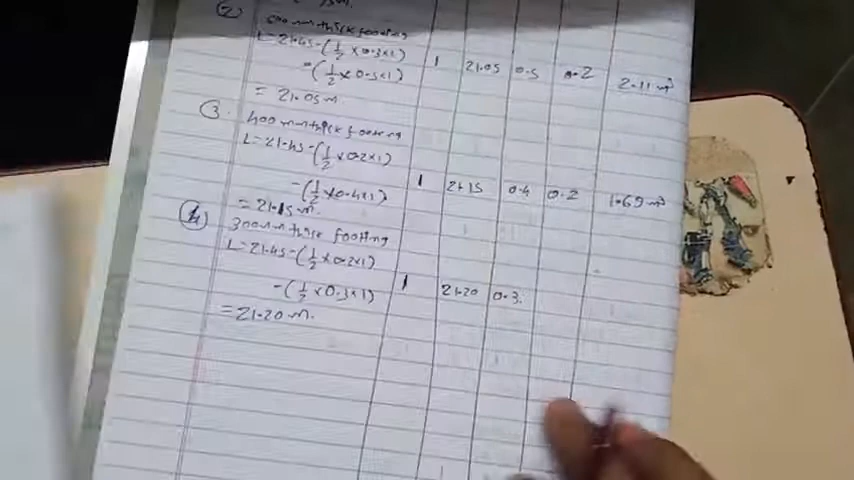 ② 500 mm thick footing
L = 21.45 - (1/2 × 0.3 × 1)
- (1/2 × 0.5 × 1) 1 21.05 0.5 0.2 2.11 m³
= 21.05 m
③ 400 mm thick footing
L = 21.45 - (1/2 × 0.2 × 1)
- (1/2 × 0.4 × 1) 1 21.15 0.4 0.2 1.69 m³
= 21.15 m.
④ 300 mm thick footing
L = 21.45 - (1/2 × 0.2 × 1)
- (1/2 × 0.3 × 1) 1 21.20 0.3.
= 21.20 m.